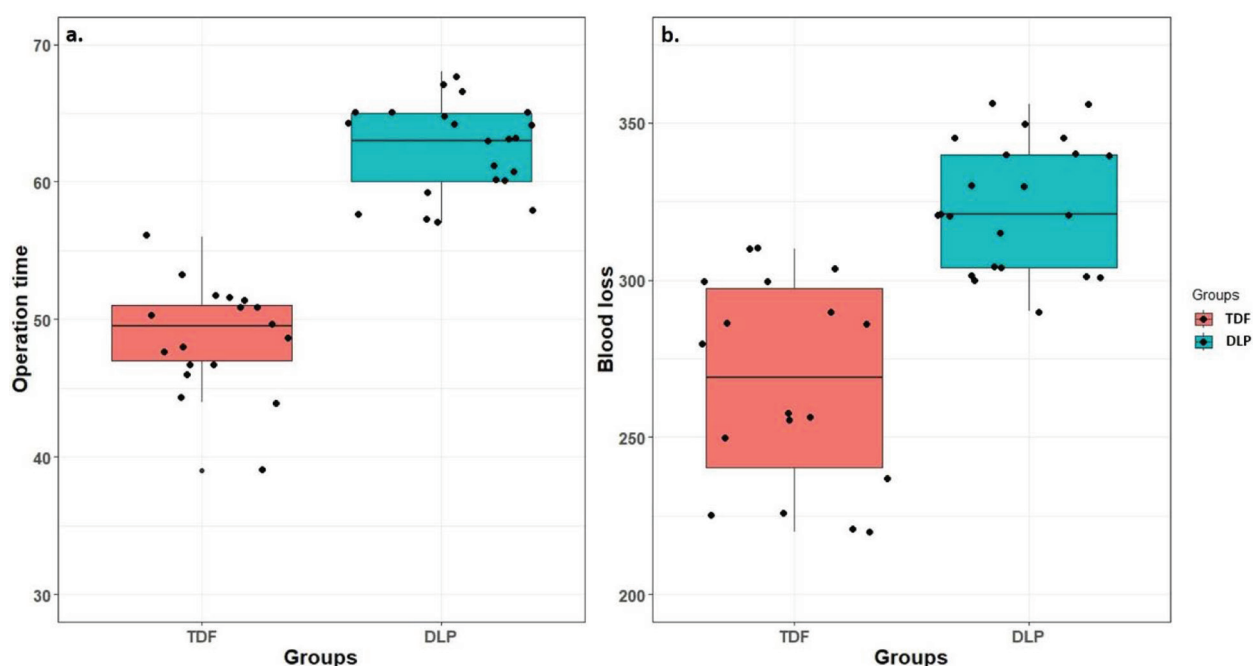 a.
70
60
50
40
30
Operation time
TDF DLP
Groups
b.
350
300
250
200
Blood loss
TDF DLP
Groups
Groups
TDF
DLP